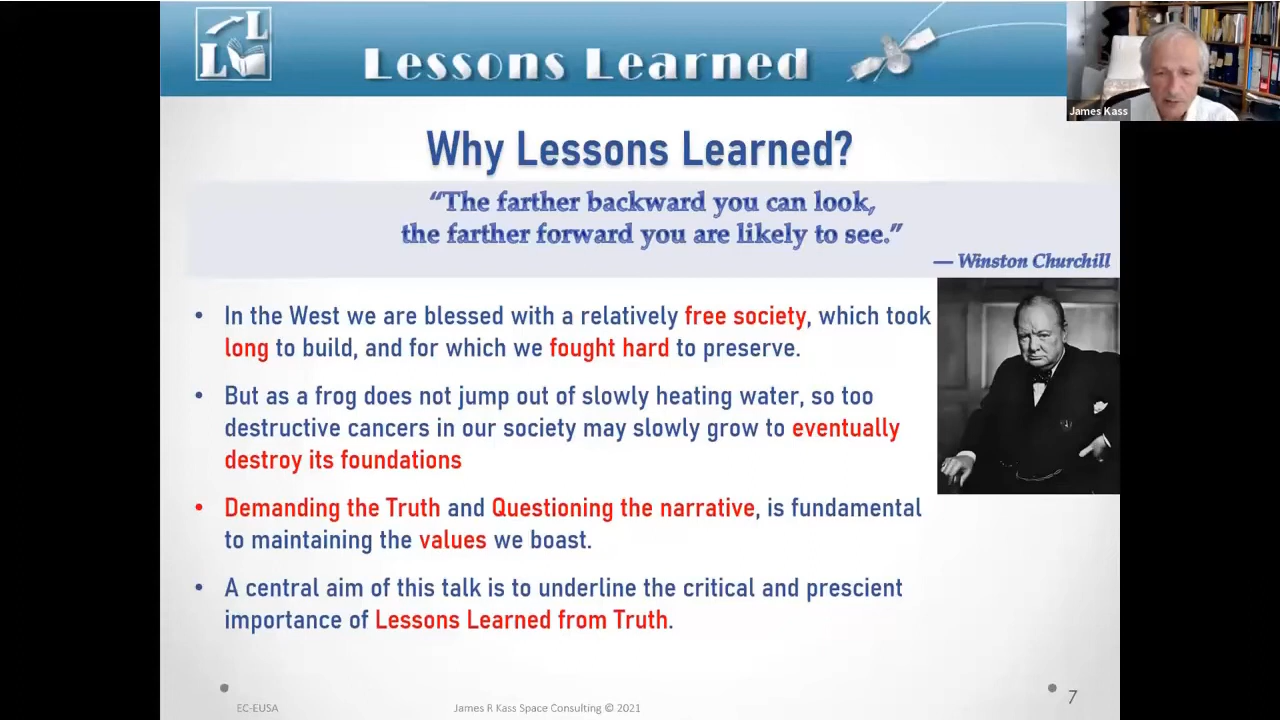 L
L
Lessons Learned
James Kass
Why Lessons Learned?
“The farther backward you can look,
the farther forward you are likely to see.”
— Winston Churchill
• In the West we are blessed with a relatively free society, which took
long to build, and for which we fought hard to preserve.
• But as a frog does not jump out of slowly heating water, so too
destructive cancers in our society may slowly grow to eventually
destroy its foundations
• Demanding the Truth and Questioning the narrative, is fundamental
to maintaining the values we boast.
• A central aim of this talk is to underline the critical and prescient
importance of Lessons Learned from Truth.
EC-EUSA
James R Kass Space Consulting © 2021
7